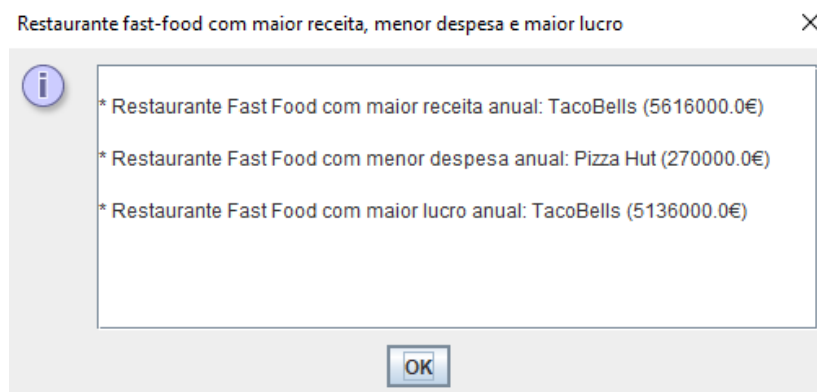 Restaurante fast-food com maior receita, menor despesa e maior lucro
i
* Restaurante Fast Food com maior receita anual: TacoBells (5616000.0€)
* Restaurante Fast Food com menor despesa anual: Pizza Hut (270000.0€)
* Restaurante Fast Food com maior lucro anual: TacoBells (5136000.0€)
OK